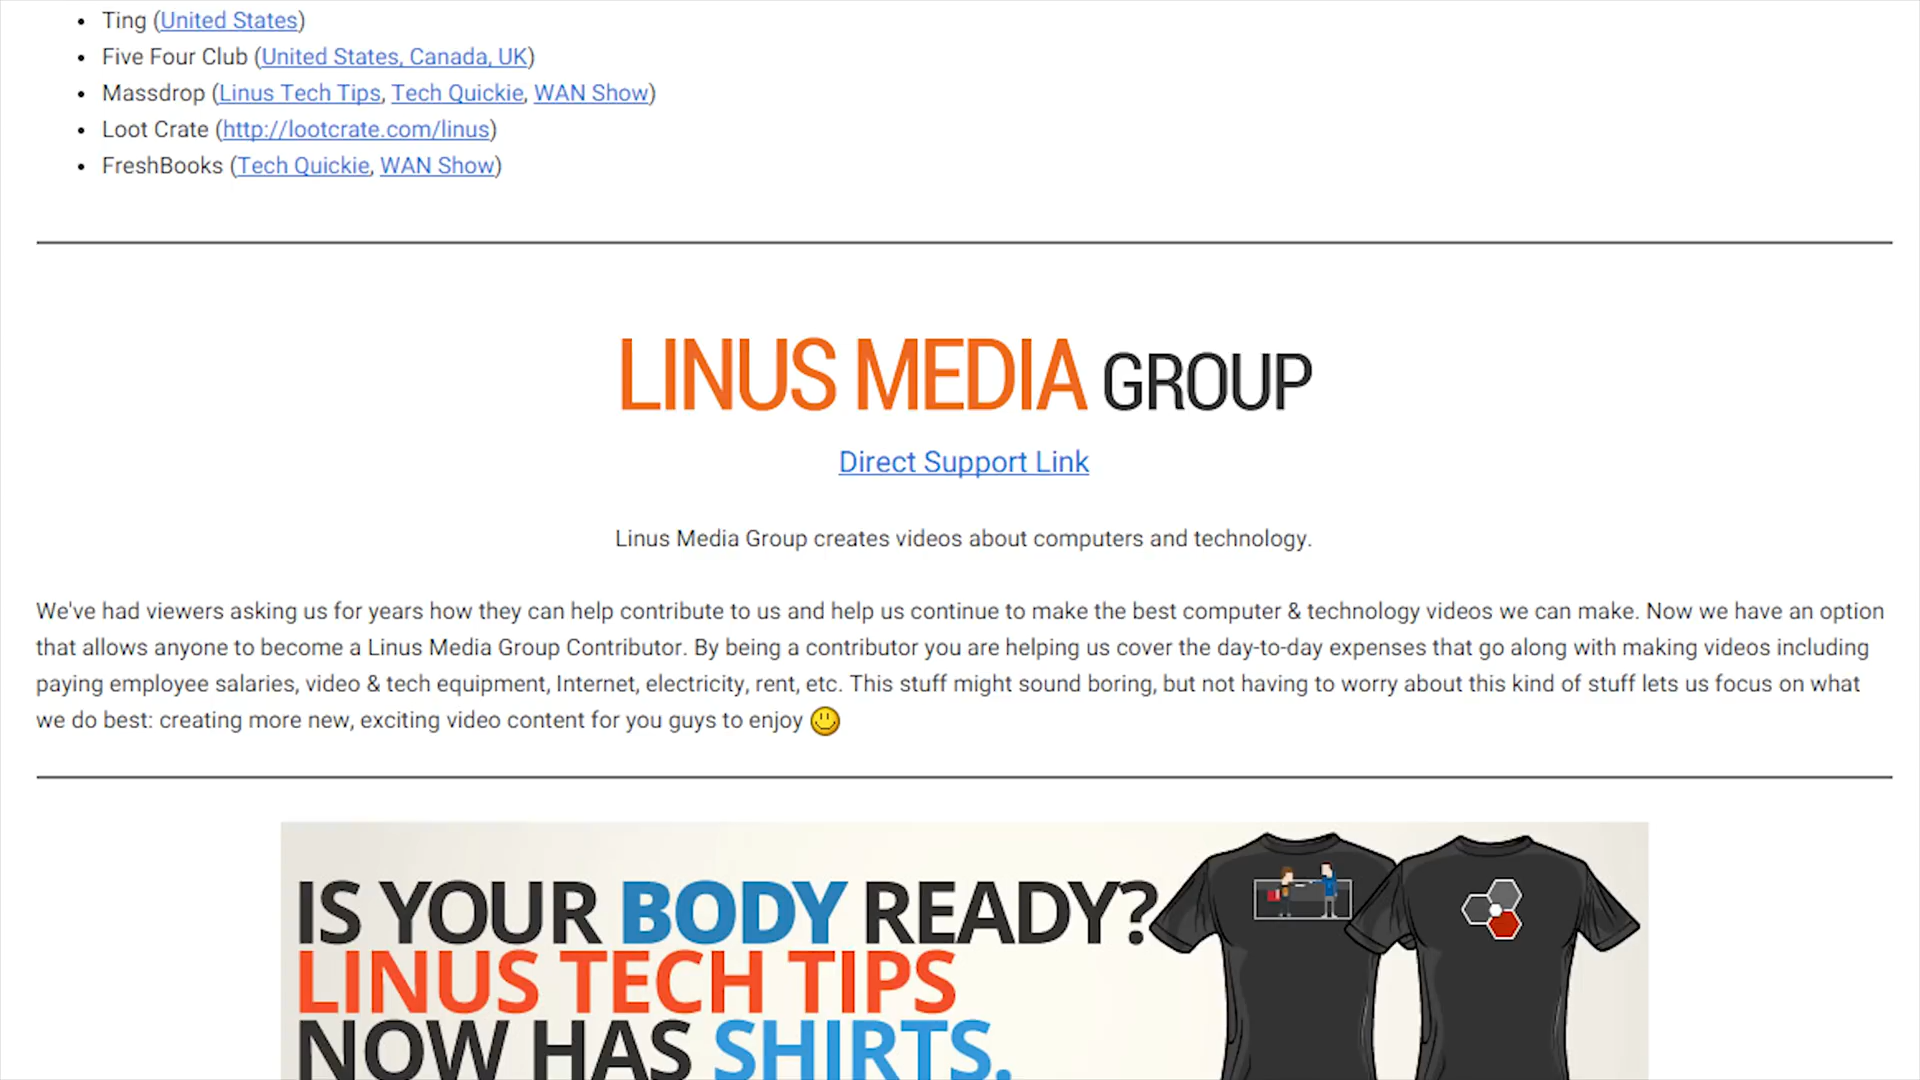 Ting (United States)
Five Four Club (United States, Canada, UK)
Massdrop (Linus Tech Tips, Tech Quickie, WAN Show)
Loot Crate (http://lootcrate.com/linus)
FreshBooks (Tech Quickie, WAN Show)
LINUS MEDIA GROUP
Direct Support Link
Linus Media Group creates videos about computers and technology.
We've had viewers asking us for years how they can help contribute to us and help us continue to make the best computer & technology videos we can make. Now we have an option
that allows anyone to become a Linus Media Group Contributor. By being a contributor you are helping us cover the day-to-day expenses that go along with making videos including
paying employee salaries, video & tech equipment, Internet, electricity, rent, etc. This stuff might sound boring, but not having to worry about this kind of stuff lets us focus on what
we do best: creating more new, exciting video content for you guys to enjoy
IS YOUR BODY READY?
LINUS TECH TIPS
NOW HAS SHIRTS.